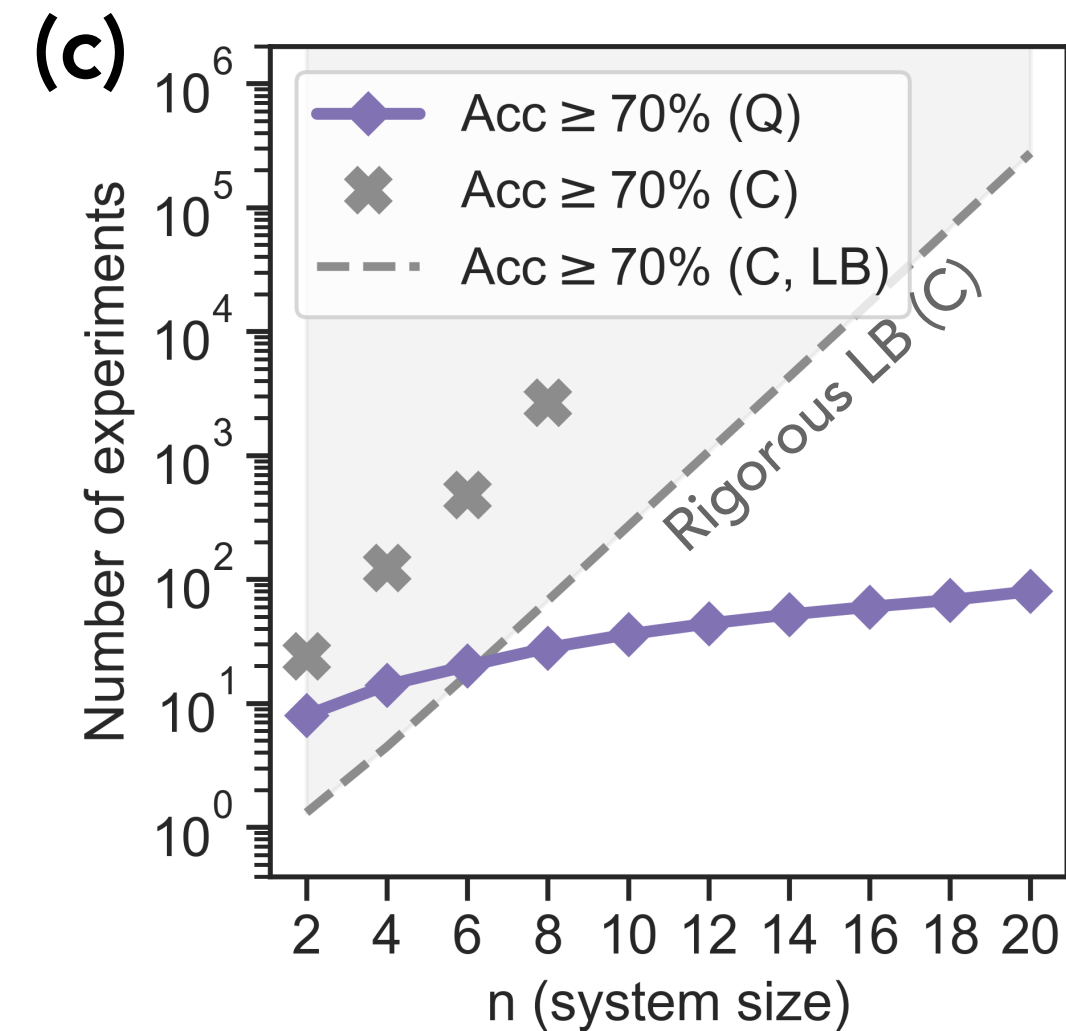 (c)
10^6
10^5
10^4
10^3
10^2
10^1
10^0
Number of experiments
Acc ≥ 70% (Q)
Acc ≥ 70% (C)
Acc ≥ 70% (C, LB)
Rigorous LB (C)
2 4 6 8 10 12 14 16 18 20
n (system size)